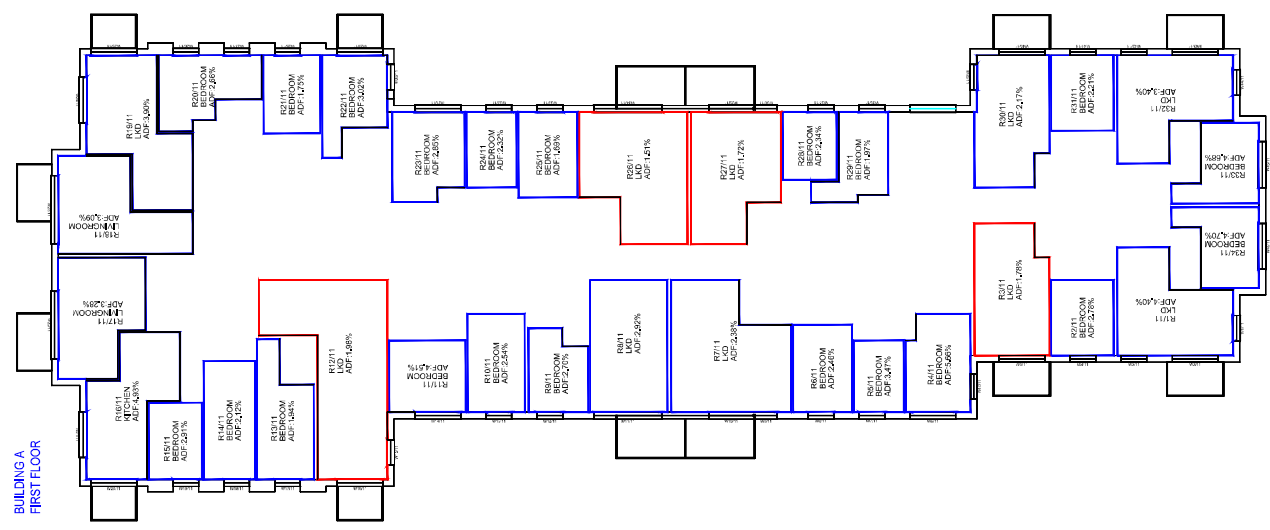 R19/11
LKD
ADF:3.90%
R20/11
BEDROOM
ADF:2.66%
R21/11
BEDROOM
ADF:1.75%
R22/11
BEDROOM
ADF:3.02%
R23/11
BEDROOM
ADF:2.85%
R24/11
BEDROOM
ADF:2.32%
R25/11
BEDROOM
ADF:1.69%
R26/11
LKD
ADF:1.51%
R27/11
LKD
ADF:1.72%
R28/11
BEDROOM
ADF:2.34%
R29/11
BEDROOM
ADF:1.97%
R30/11
LKD
ADF:2.17%
R31/11
BEDROOM
ADF:2.21%
R32/11
LKD
ADF:3.40%
R33/11
BEDROOM
ADF:4.68%
R34/11
BEDROOM
ADF:4.70%
R18/11
LIVINGROOM
ADF:3.09%
R17/11
LIVINGROOM
ADF:3.28%
R16/11
KITCHEN
ADF:4.93%
R15/11
BEDROOM
ADF:2.91%
R14/11
BEDROOM
ADF:2.12%
R13/11
BEDROOM
ADF:1.94%
R12/11
LKD
ADF:1.98%
R11/11
BEDROOM
ADF:4.51%
R10/11
BEDROOM
ADF:2.54%
R9/11
BEDROOM
ADF:2.70%
R8/11
LKD
ADF:2.92%
R7/11
LKD
ADF:2.38%
R6/11
BEDROOM
ADF:2.46%
R5/11
BEDROOM
ADF:3.47%
R4/11
BEDROOM
ADF:5.66%
R3/11
LKD
ADF:1.78%
R2/11
BEDROOM
ADF:2.78%
R1/11
LKD
ADF:4.40%
BUILDING A
FIRST FLOOR